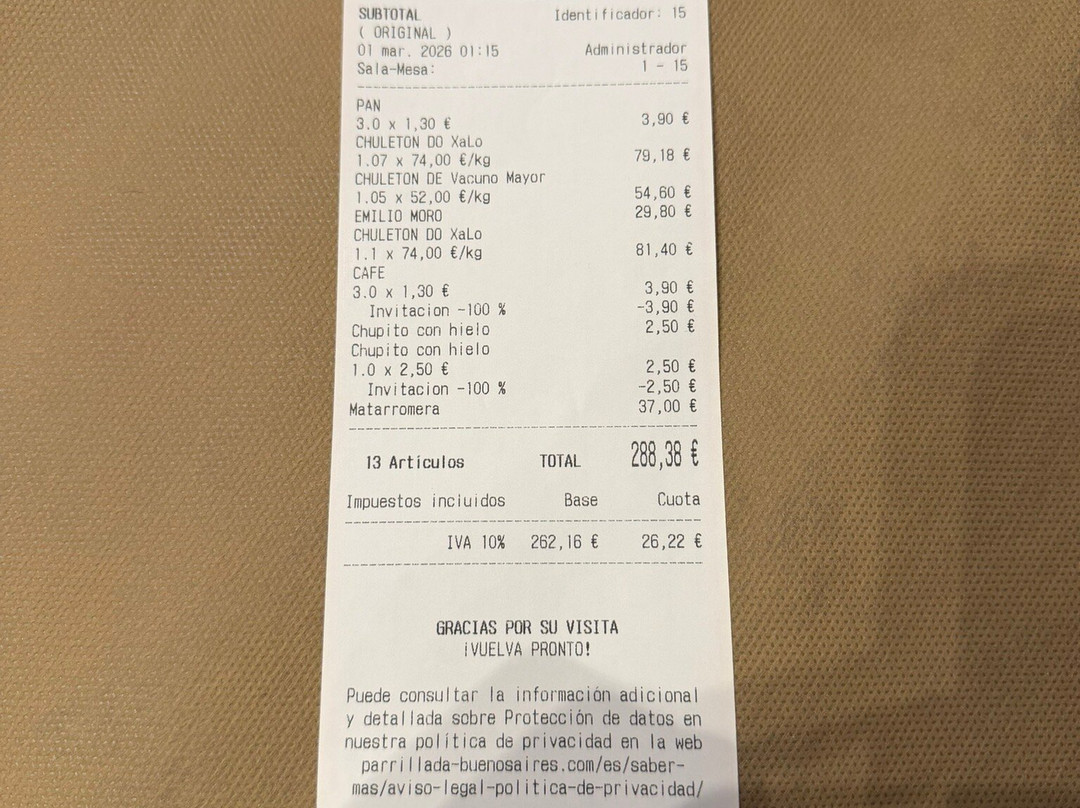 SUBTOTAL Identificador: 15
( ORIGINAL )
01 mar. 2026 01:15 Administrador
Sala-Mesa: 1 - 15
PAN
3.0 x 1,30 € 3,90 €
CHULETON DO XaLo
1.07 x 74,00 €/kg 79,18 €
CHULETON DE Vacuno Mayor
1.05 x 52,00 €/kg 54,60 €
EMILIO MORO 29,80 €
CHULETON DO XaLo
1.1 x 74,00 €/kg 81,40 €
CAFE
3.0 x 1,30 € 3,90 €
Invitacion -100 % -3,90 €
Chupito con hielo 2,50 €
Chupito con hielo
1.0 x 2,50 € 2,50 €
Invitacion -100 % -2,50 €
Matarromera 37,00 €
13 Artículos TOTAL 288,38 €
Impuestos incluidos Base Cuota
IVA 10% 262,16 € 26,22 €
GRACIAS POR SU VISITA
¡VUELVA PRONTO!
Puede consultar la información adicional
y detallada sobre Protección de datos en
nuestra política de privacidad en la web
parrillada-buenosaires.com/es/saber-
mas/aviso-legal-politica-de-privacidad/